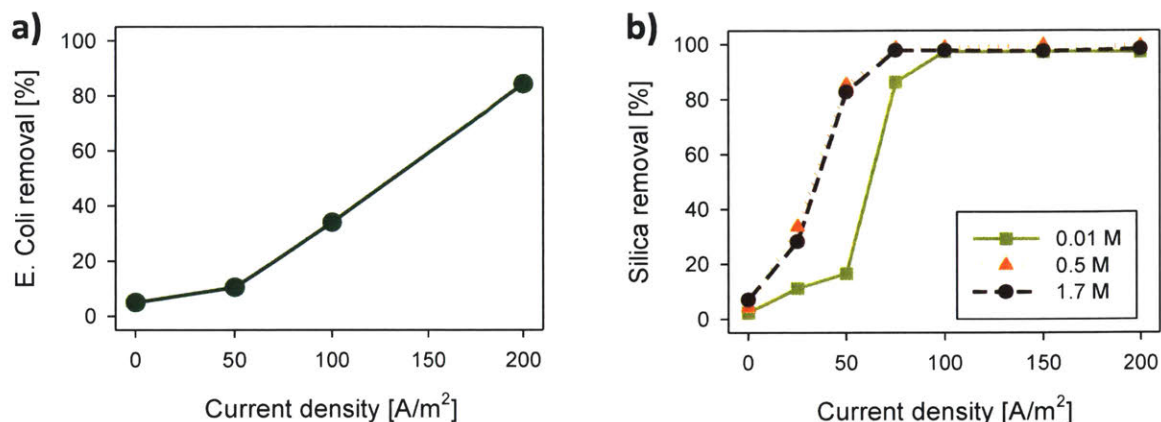 a)
E. Coli removal [%]
100
80
60
40
20
0
0 50 100 150 200
Current density [A/m²]
b)
Silica removal [%]
100
80
60
40
20
0
0.01 M
0.5 M
1.7 M
0 50 100 150 200
Current density [A/m²]